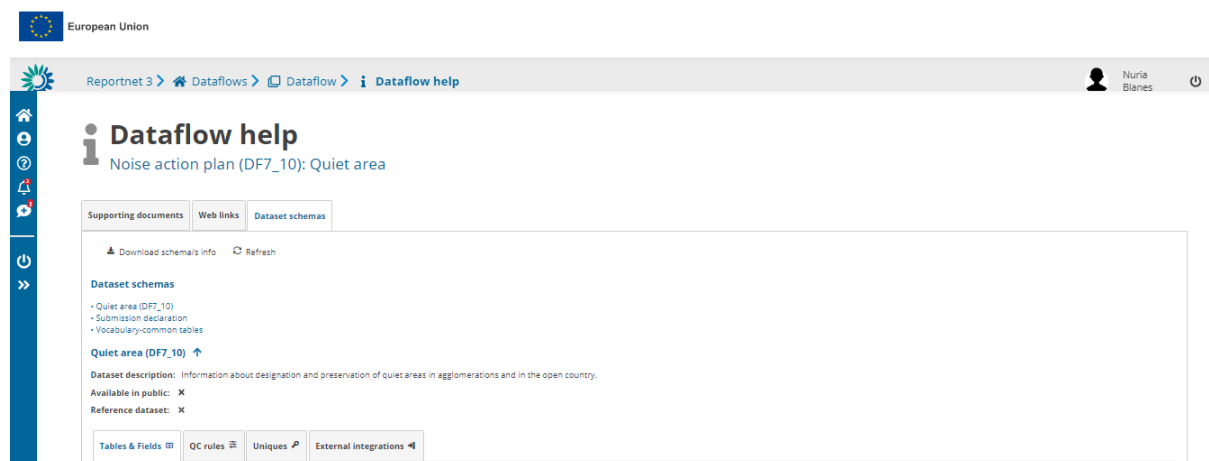 European Union
Reportnet 3 Dataflows Dataflow Dataflow help
Nuria
Blanes
Dataflow help
Noise action plan (DF7_10): Quiet area
Supporting documents Web links Dataset schemas
Download schema/s info Refresh
Dataset schemas
• Quiet area (DF7_10)
• Submission declaration
• Vocabulary-common tables
Quiet area (DF7_10)
Dataset description: Information about designation and preservation of quiet areas in agglomerations and in the open country.
Available in public:
Reference dataset:
Tables & Fields QC rules Uniques External integrations